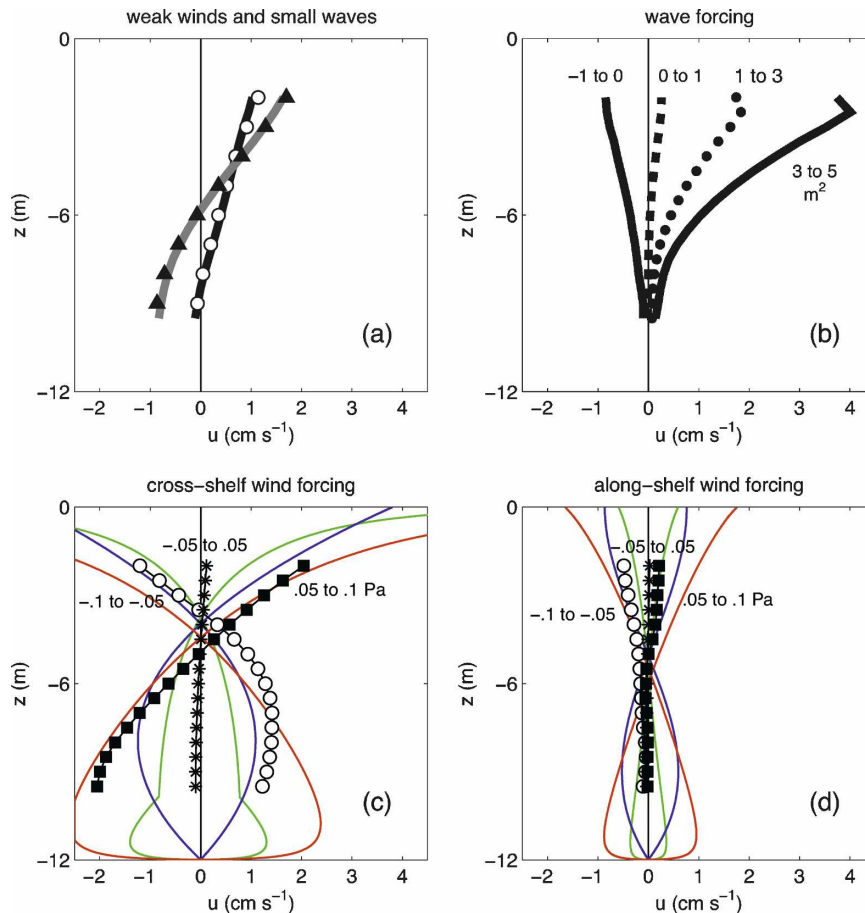 weak winds and small waves
0
−6
−12
z (m)
−2 −1 0 1 2 3 4
u (cm s⁻¹)
(a)
wave forcing
0
−6
−12
z (m)
−1 to 0 0 to 1 1 to 3
3 to 5
m²
−2 −1 0 1 2 3 4
u (cm s⁻¹)
(b)
cross−shelf wind forcing
0
−6
−12
z (m)
−.05 to .05
−.1 to −.05 .05 to .1 Pa
−2 −1 0 1 2 3 4
u (cm s⁻¹)
(c)
along−shelf wind forcing
0
−6
−12
z (m)
−.05 to .05
−.1 to −.05 .05 to .1 Pa
−2 −1 0 1 2 3 4
u (cm s⁻¹)
(d)